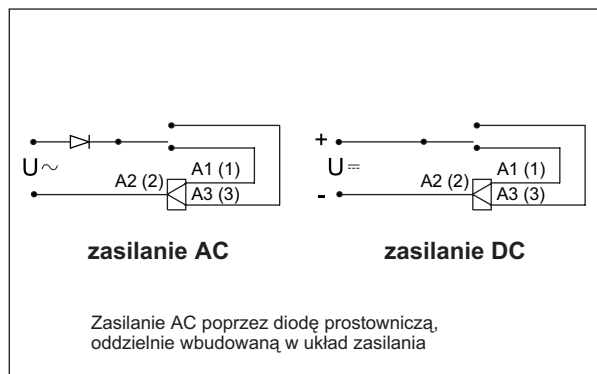 U~
A2 (2)
A1 (1)
A3 (3)
zasilanie AC
+
U⎓
-
A2 (2)
A1 (1)
A3 (3)
zasilanie DC
Zasilanie AC poprzez diodę prostowniczą,
oddzielnie wbudowaną w układ zasilania